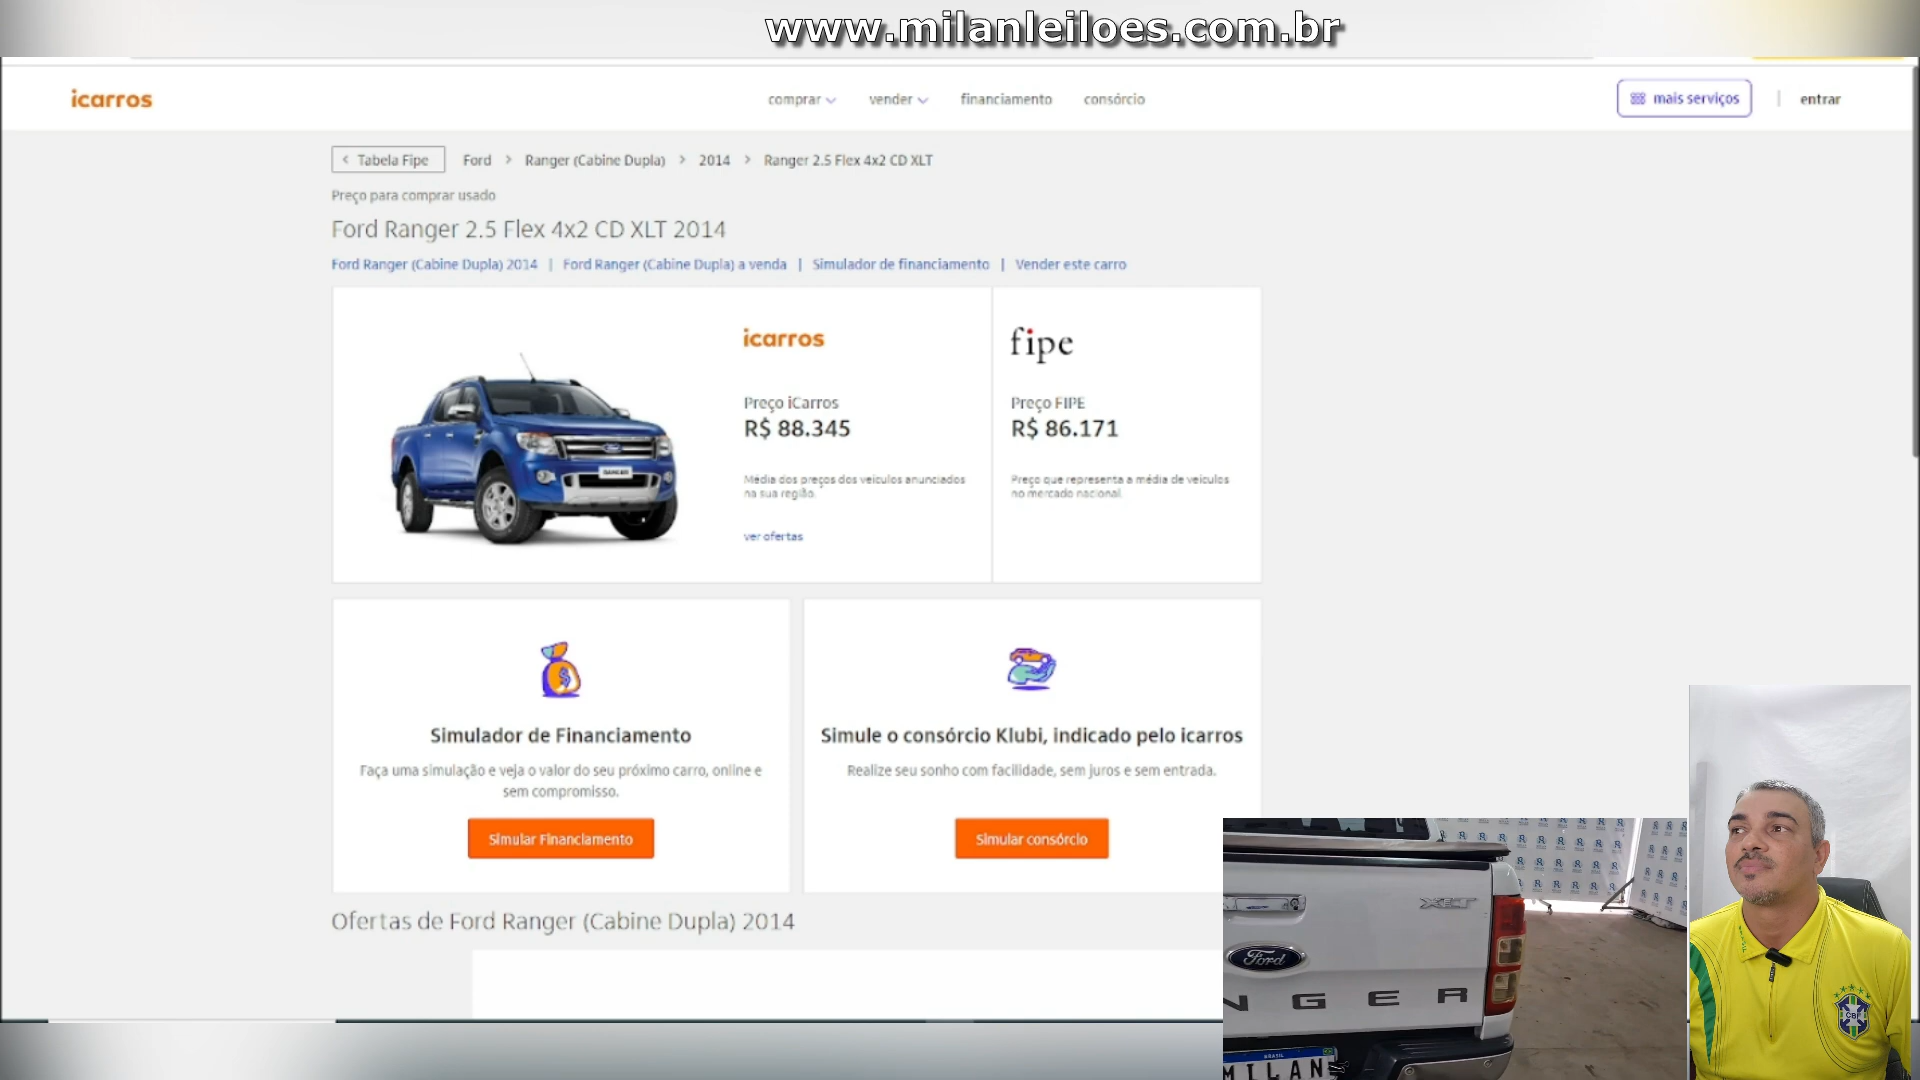 www.milanleiloes.com.br
icarros
comprar
vender
financiamento
consórcio
mais serviços
entrar
Tabela Fipe
Ford > Ranger (Cabine Dupla) > 2014 > Ranger 2.5 Flex 4x2 CD XLT
Preço para comprar usado
Ford Ranger 2.5 Flex 4x2 CD XLT 2014
Ford Ranger (Cabine Dupla) 2014 | Ford Ranger (Cabine Dupla) a venda | Simulador de financiamento | Vender este carro
RANGER
icarros
Preço iCarros
R$ 88.345
Média dos preços dos veículos anunciados
na sua região.
ver ofertas
fipe
Preço FIPE
R$ 86.171
Preço que representa a média de veículos
no mercado nacional.
Simulador de Financiamento
Faça uma simulação e veja o valor do seu próximo carro, online e
sem compromisso.
Simular Financiamento
Simule o consórcio Klubi, indicado pelo icarros
Realize seu sonho com facilidade, sem juros e sem entrada.
Simular consórcio
Ofertas de Ford Ranger (Cabine Dupla) 2014
XLT
Ford
NGER
BRASIL
MILAN
CBF